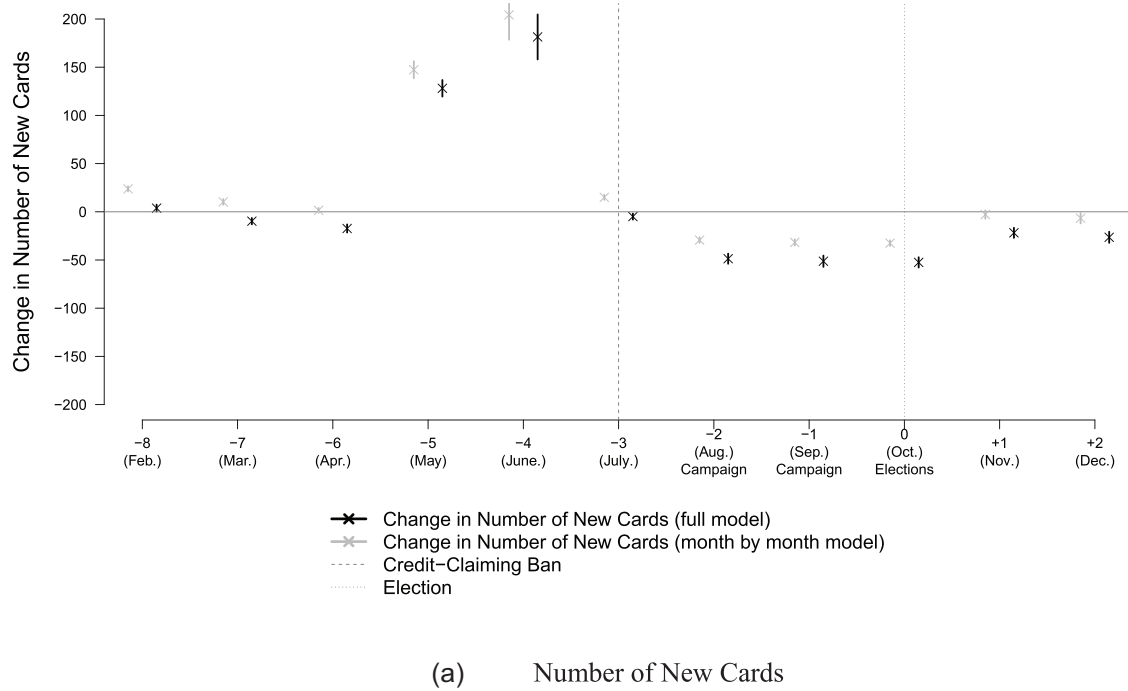 Change in Number of New Cards
200
150
100
50
0
−50
−100
−150
−200
−8 −7 −6 −5 −4 −3 −2 −1 0 +1 +2
(Feb.) (Mar.) (Apr.) (May) (June.) (July.) (Aug.) (Sep.) (Oct.) (Nov.) (Dec.)
Campaign Campaign Elections
Change in Number of New Cards (full model)
Change in Number of New Cards (month by month model)
Credit−Claiming Ban
Election
(a) Number of New Cards